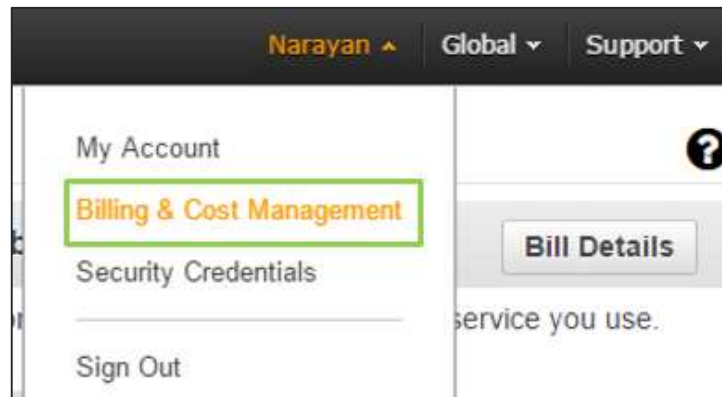 Narayan Global Support
My Account
?
Billing & Cost Management
Bill Details
Security Credentials
service you use.
Sign Out